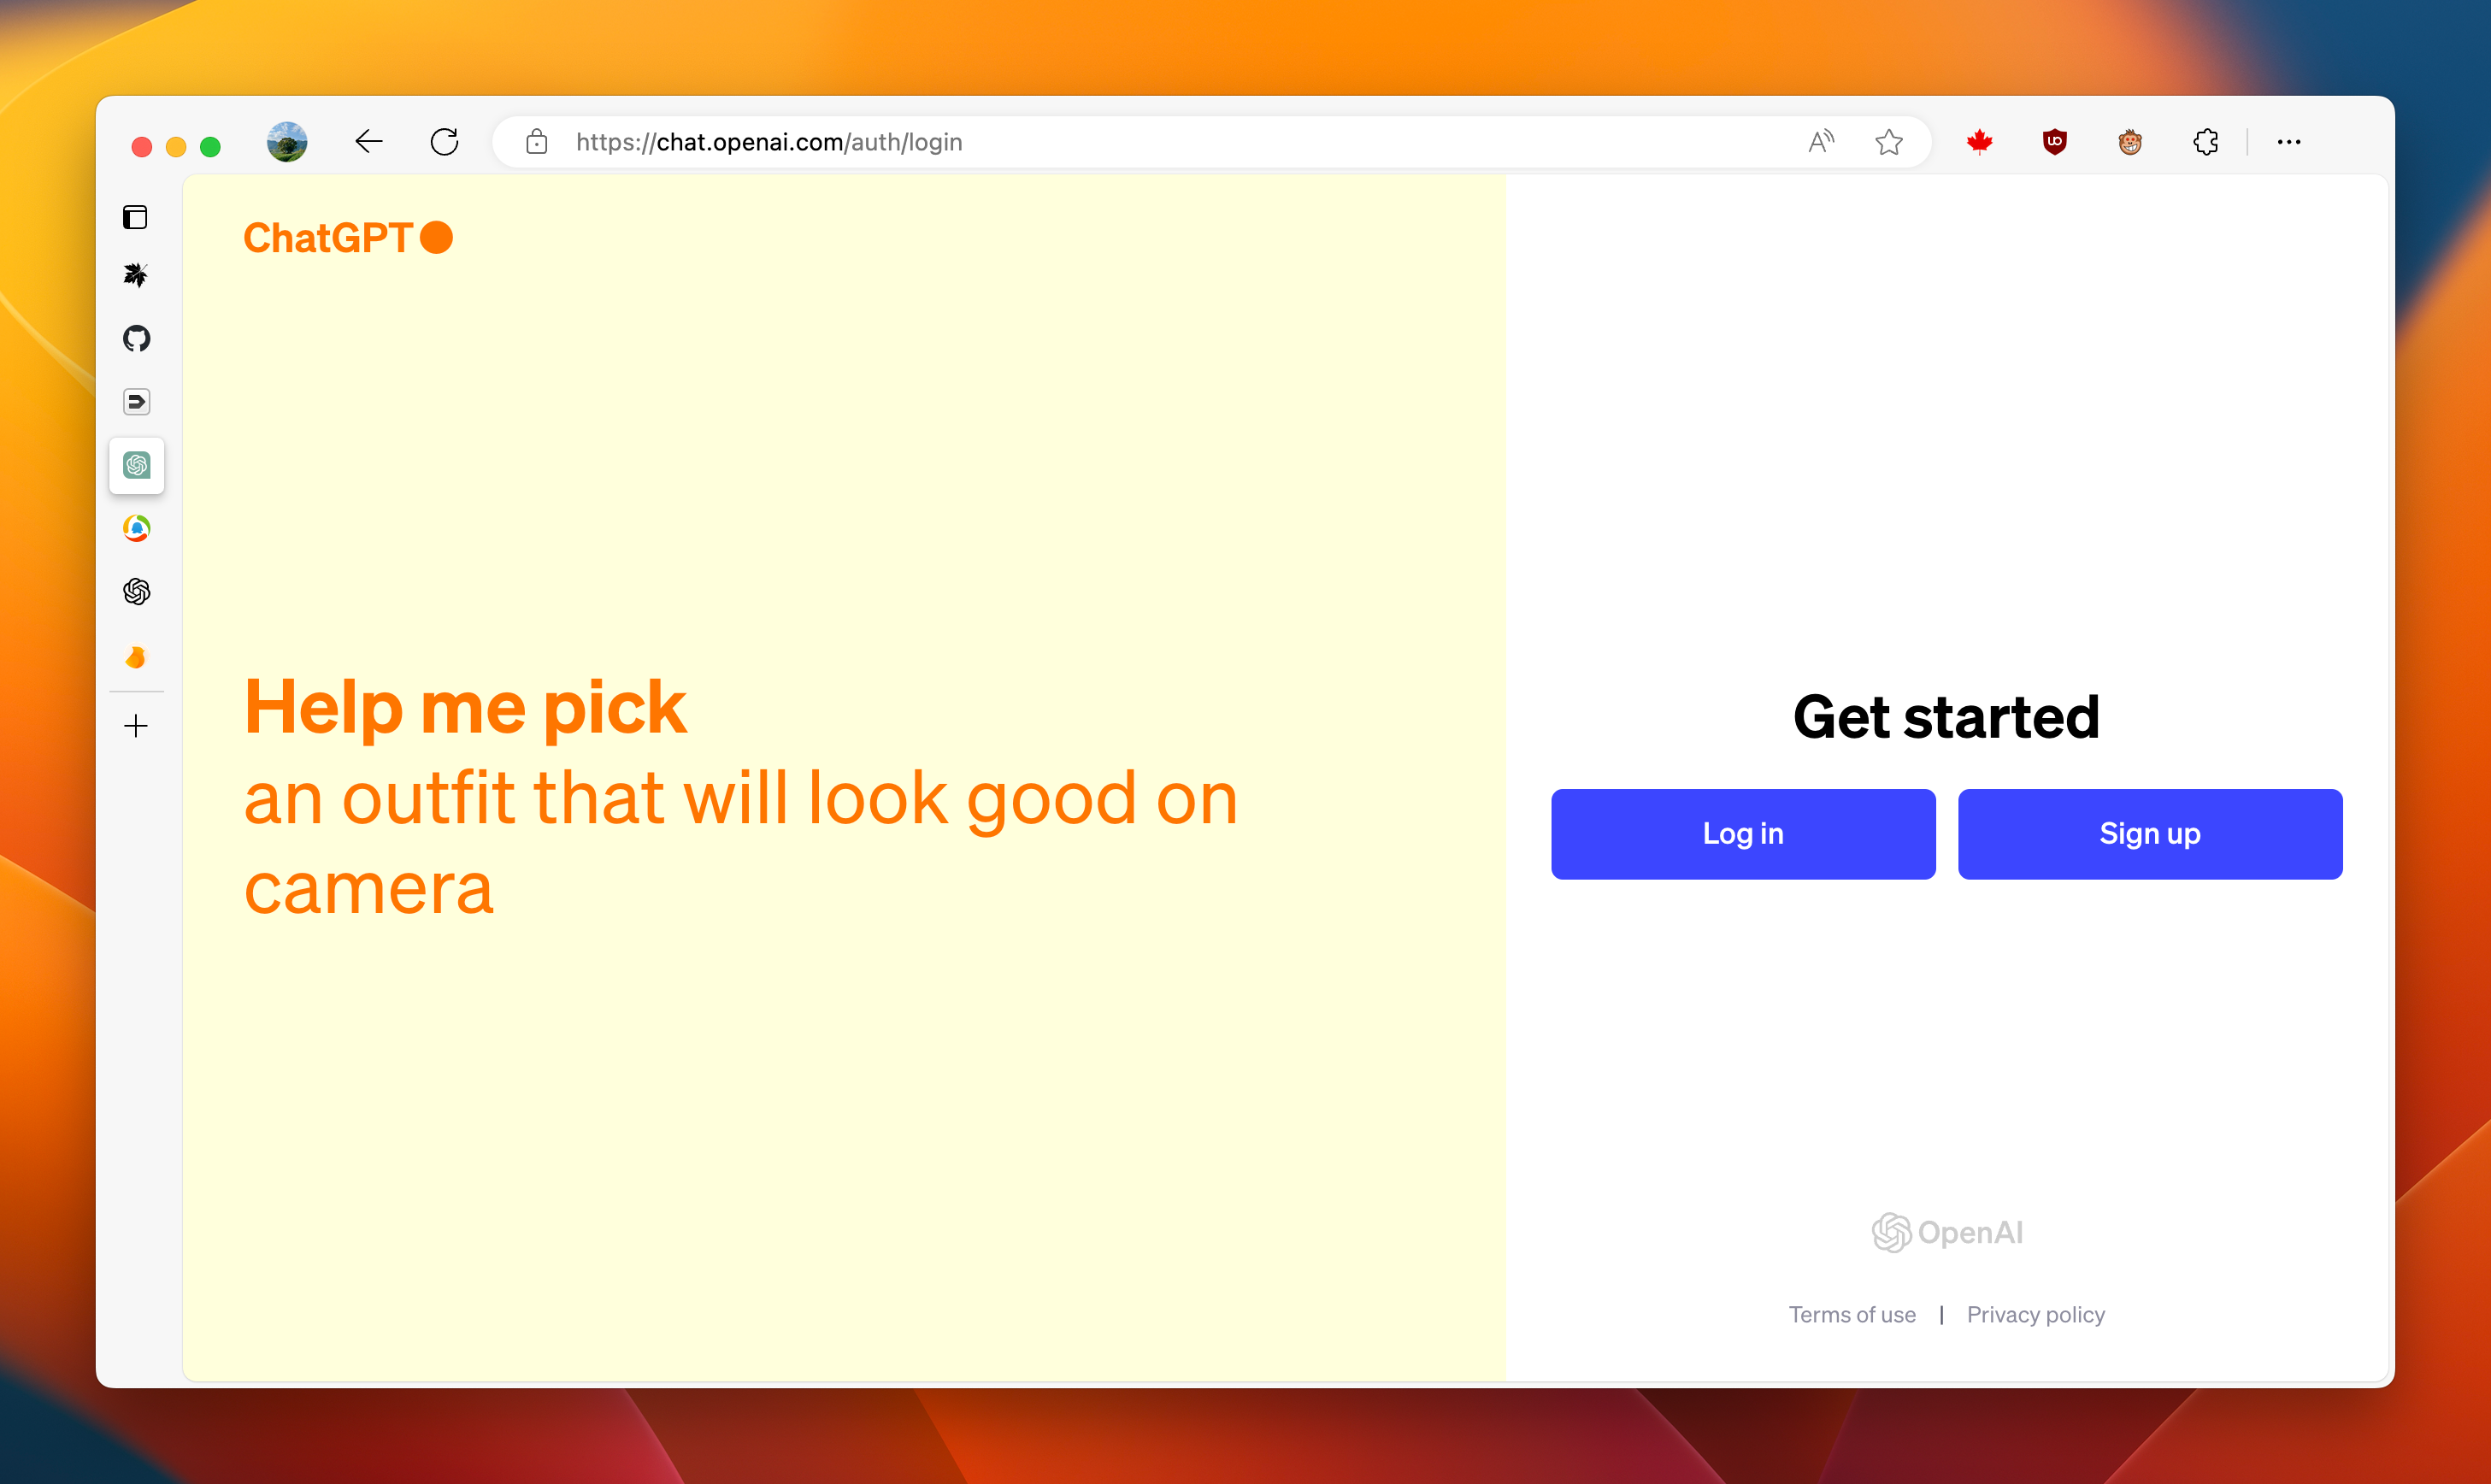 https://chat.openai.com/auth/login
ChatGPT
Help me pick
an outfit that will look good on
camera
Get started
Log in
Sign up
OpenAI
Terms of use | Privacy policy